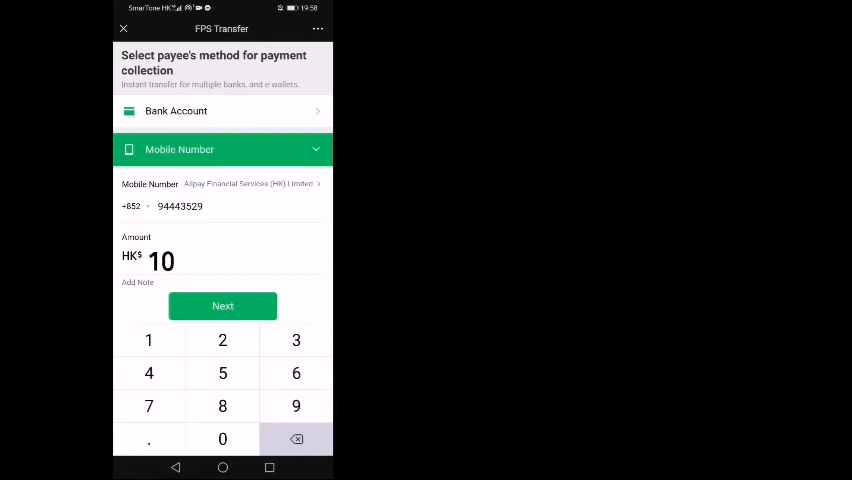 SmarTone HK 19:58
FPS Transfer
Select payee's method for payment
collection
Instant transfer for multiple banks, and e-wallets.
Bank Account
Mobile Number
Mobile Number Alipay Financial Services (HK) Limited
+852 94443529
Amount
HK$ 10
Add Note
Next
1 2 3
4 5 6
7 8 9
. 0